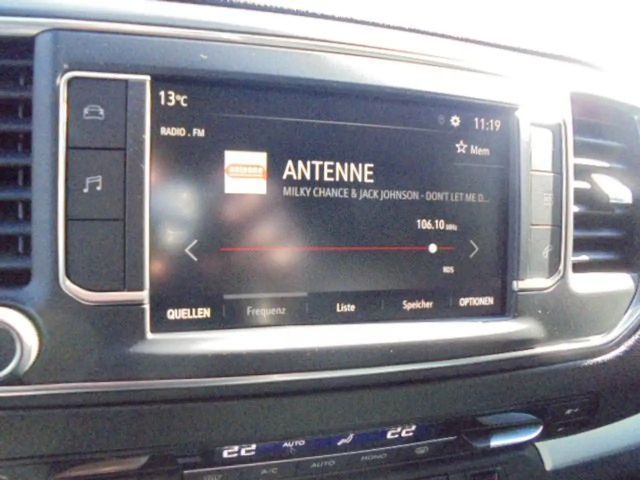 13°C
11:19
RADIO . FM
Mem
antenne
ANTENNE
MILKY CHANCE & JACK JOHNSON - DON'T LET ME D...
106.10 MHz
RDS
QUELLEN Frequenz Liste Speicher OPTIONEN
22 AUTO 22
A/C AUTO MONO